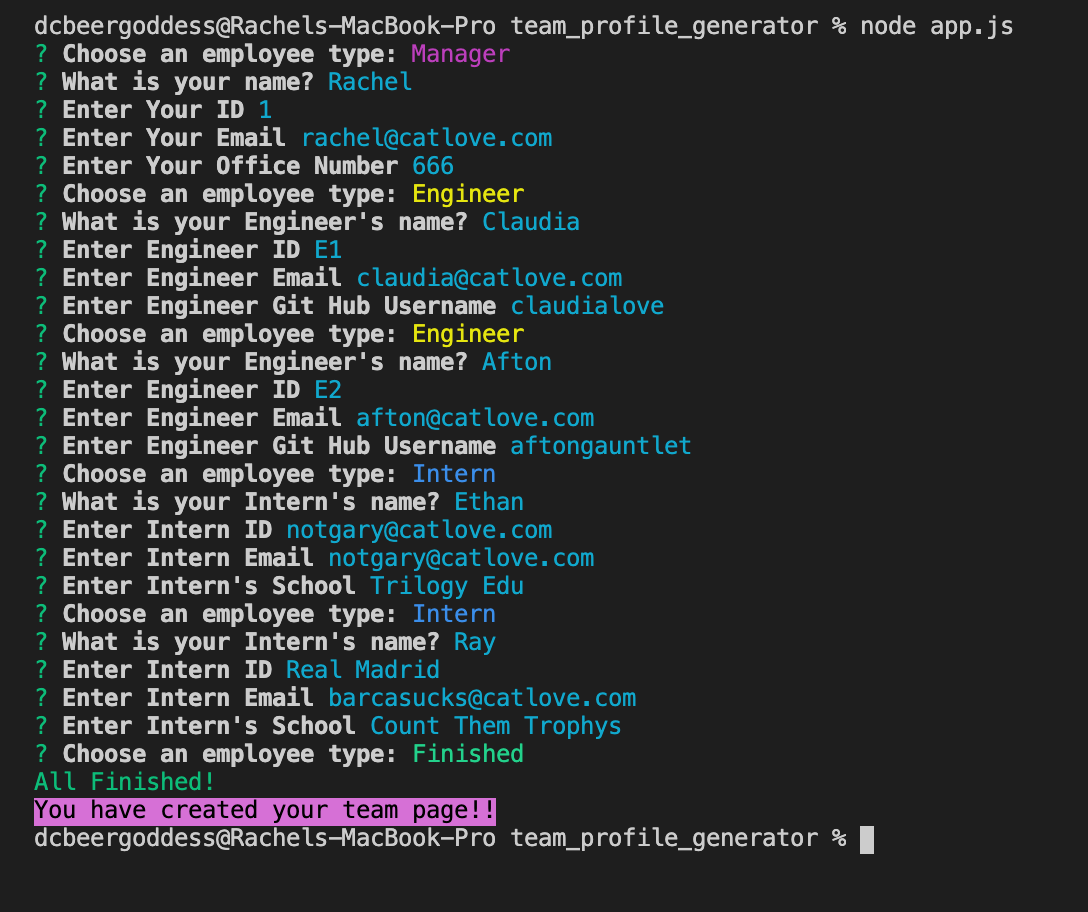 dcbeergoddess@Rachels-MacBook-Pro team_profile_generator % node app.js
? Choose an employee type: Manager
? What is your name? Rachel
? Enter Your ID 1
? Enter Your Email rachel@catlove.com
? Enter Your Office Number 666
? Choose an employee type: Engineer
? What is your Engineer's name? Claudia
? Enter Engineer ID E1
? Enter Engineer Email claudia@catlove.com
? Enter Engineer Git Hub Username claudialove
? Choose an employee type: Engineer
? What is your Engineer's name? Afton
? Enter Engineer ID E2
? Enter Engineer Email afton@catlove.com
? Enter Engineer Git Hub Username aftongauntlet
? Choose an employee type: Intern
? What is your Intern's name? Ethan
? Enter Intern ID notgary@catlove.com
? Enter Intern Email notgary@catlove.com
? Enter Intern's School Trilogy Edu
? Choose an employee type: Intern
? What is your Intern's name? Ray
? Enter Intern ID Real Madrid
? Enter Intern Email barcasucks@catlove.com
? Enter Intern's School Count Them Trophys
? Choose an employee type: Finished
All Finished!
You have created your team page!!
dcbeergoddess@Rachels-MacBook-Pro team_profile_generator %